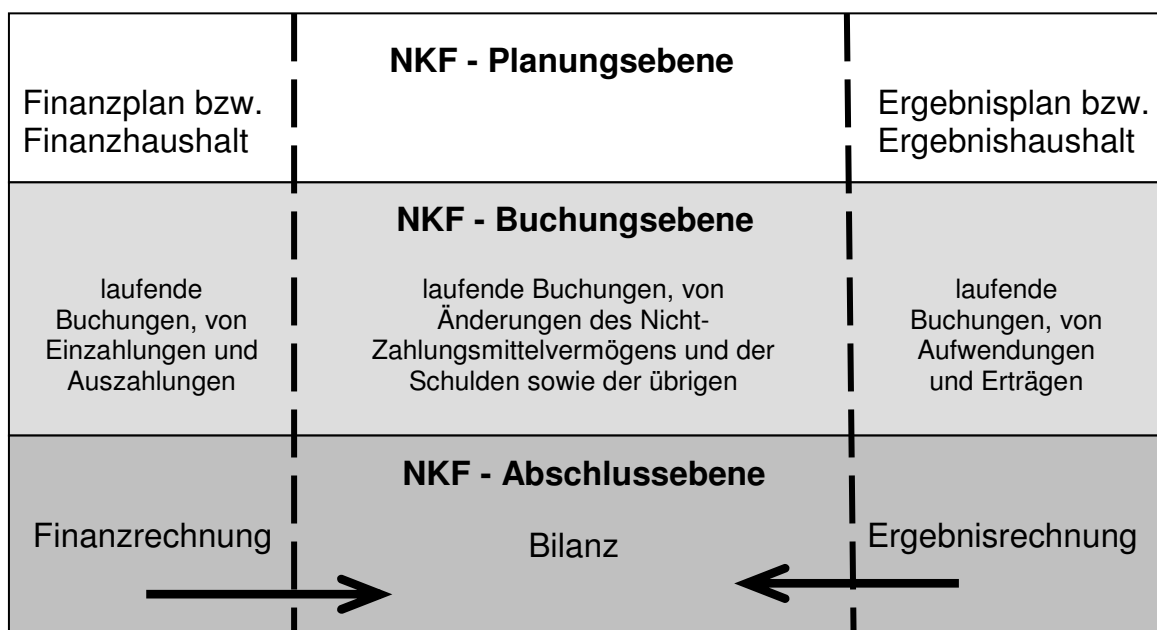 NKF - Planungsebene
Finanzplan bzw.
Finanzhaushalt
Ergebnisplan bzw.
Ergebnishaushalt
NKF - Buchungsebene
laufende
Buchungen, von
Einzahlungen und
Auszahlungen
laufende Buchungen, von
Änderungen des Nicht-
Zahlungsmittelvermögens und der
Schulden sowie der übrigen
laufende
Buchungen, von
Aufwendungen
und Erträgen
NKF - Abschlussebene
Finanzrechnung
Bilanz
Ergebnisrechnung